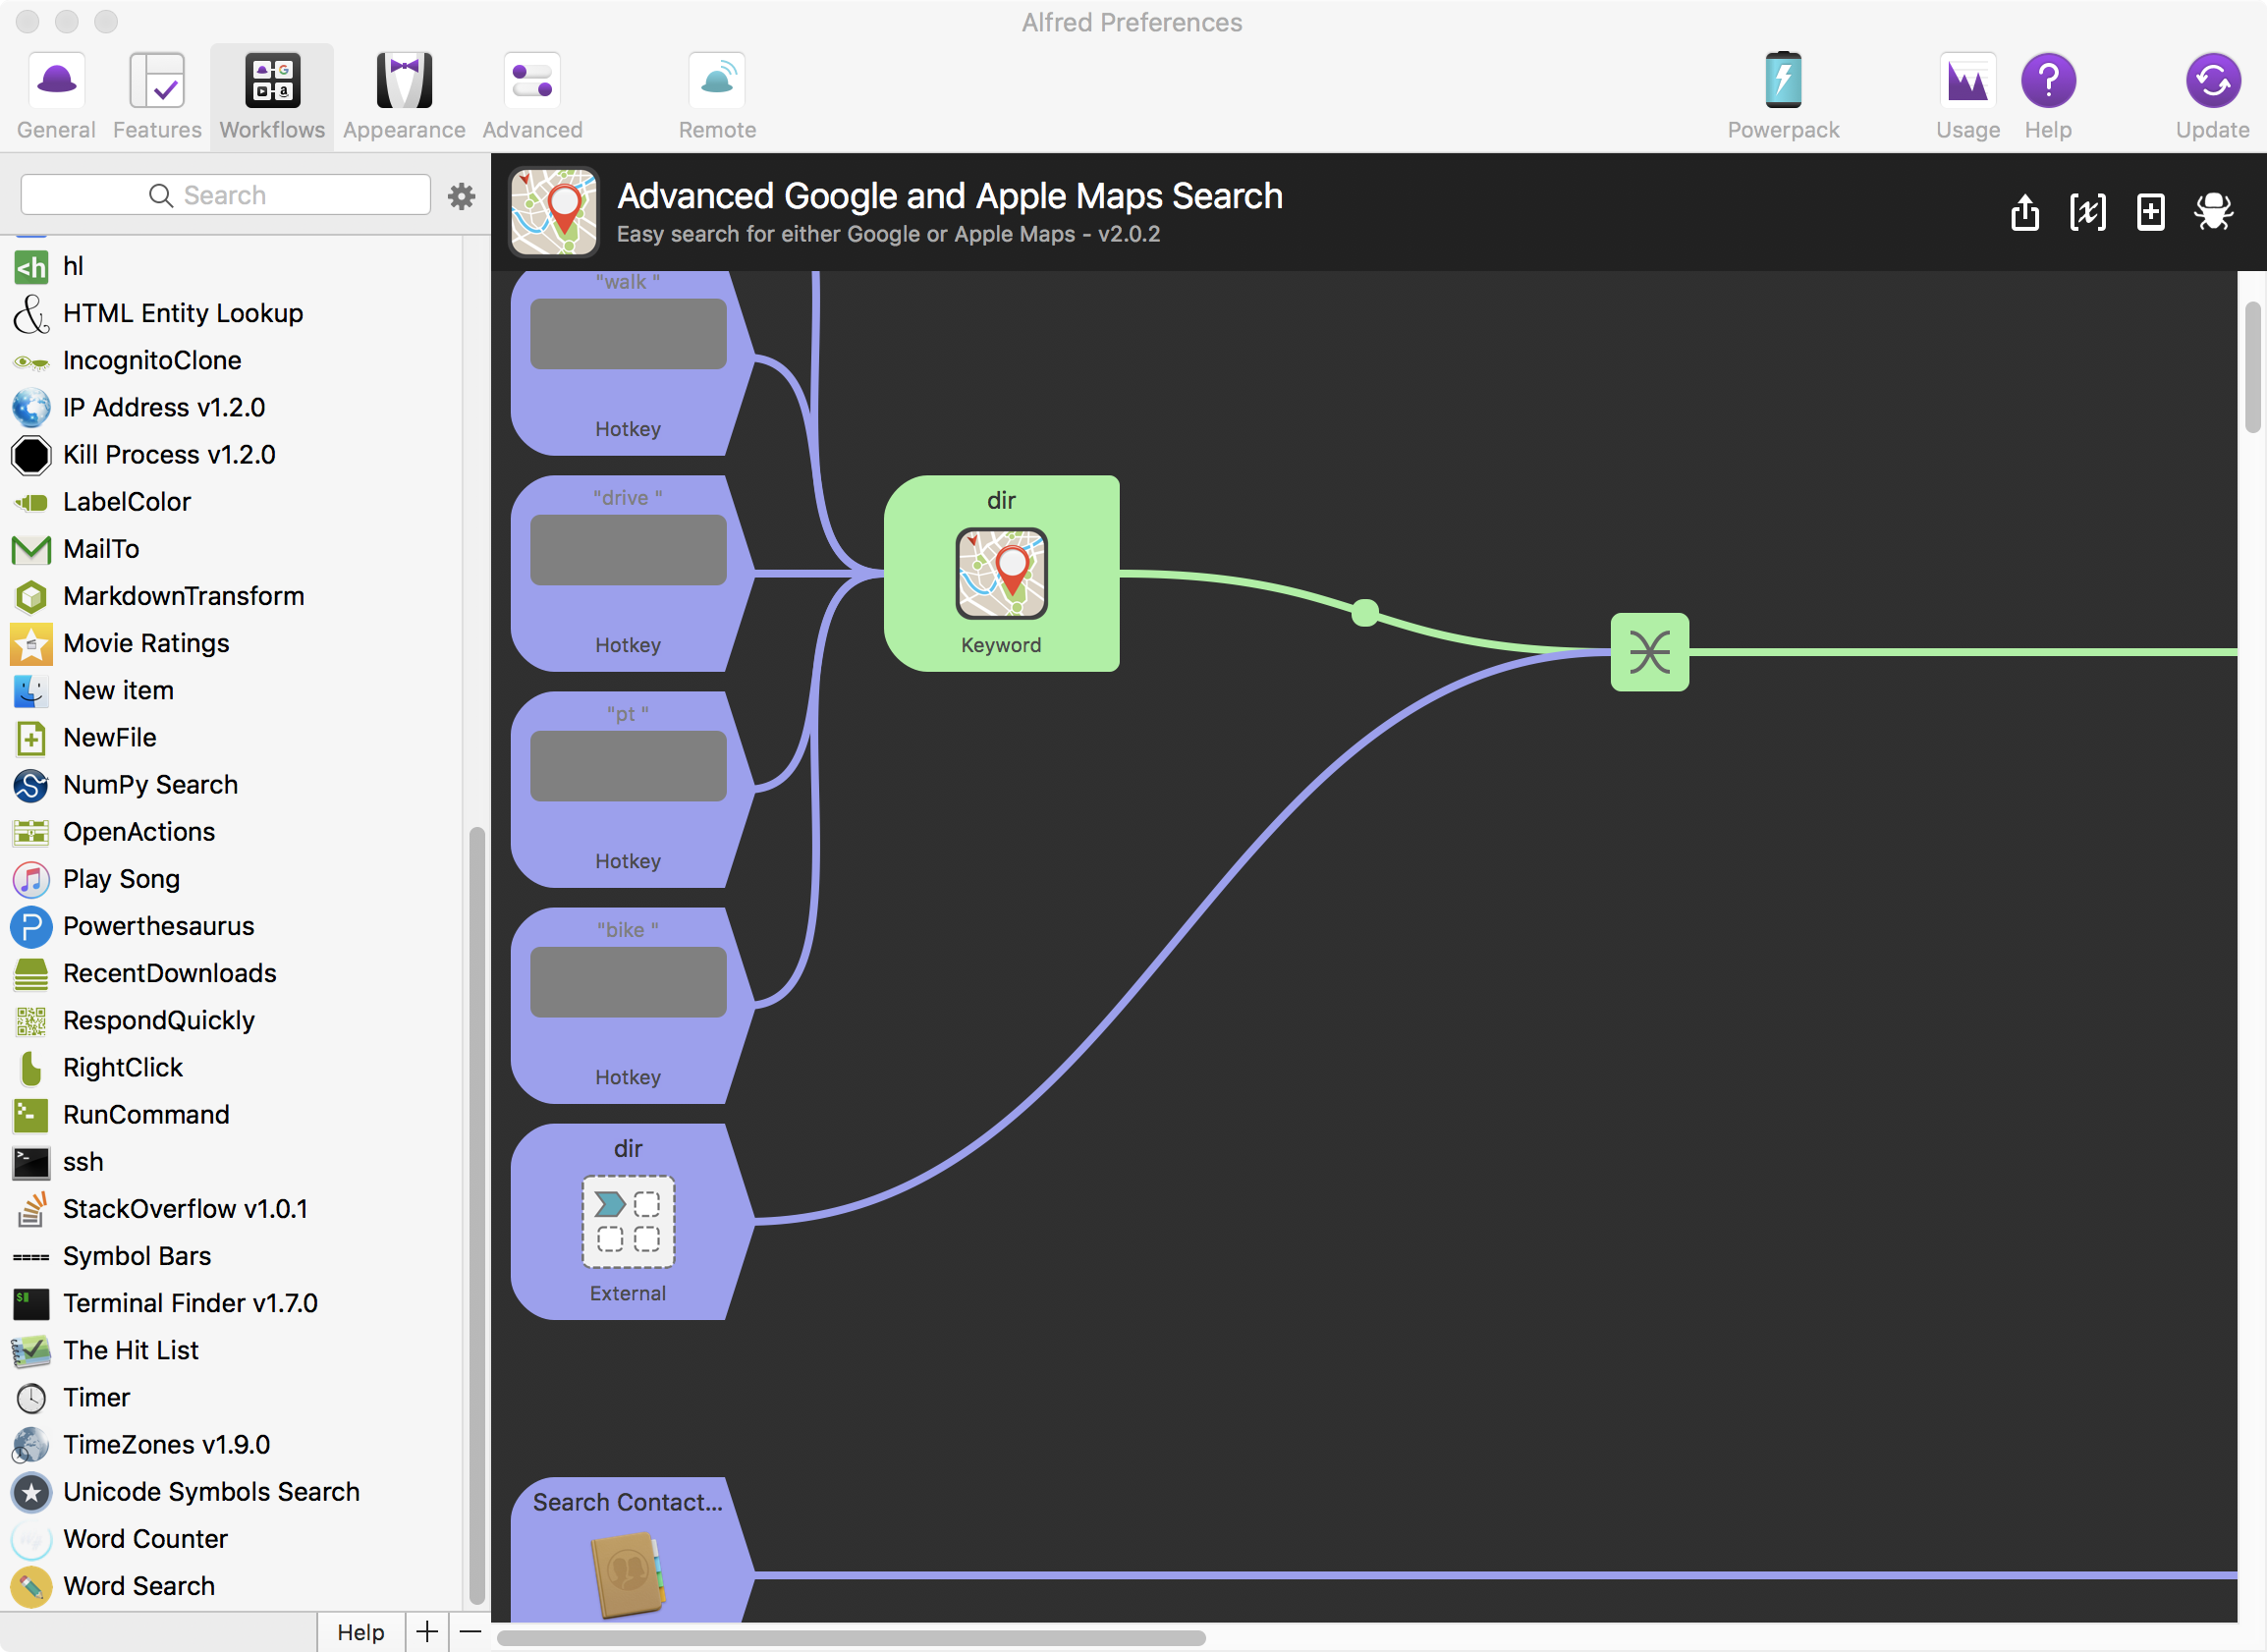 Alfred Preferences
General
Features
Workflows
Appearance
Advanced
Remote
Powerpack
Usage
Help
Update
Search
Advanced Google and Apple Maps Search
Easy search for either Google or Apple Maps - v2.0.2
<h hl
HTML Entity Lookup
IncognitoClone
IP Address v1.2.0
Kill Process v1.2.0
LabelColor
MailTo
MarkdownTransform
Movie Ratings
New item
NewFile
NumPy Search
OpenActions
Play Song
Powerthesaurus
RecentDownloads
RespondQuickly
RightClick
RunCommand
ssh
StackOverflow v1.0.1
Symbol Bars
Terminal Finder v1.7.0
The Hit List
Timer
TimeZones v1.9.0
Unicode Symbols Search
Word Counter
Word Search
Help
"walk "
Hotkey
"drive "
Hotkey
"pt "
Hotkey
"bike "
Hotkey
dir
External
dir
Keyword
Search Contact...